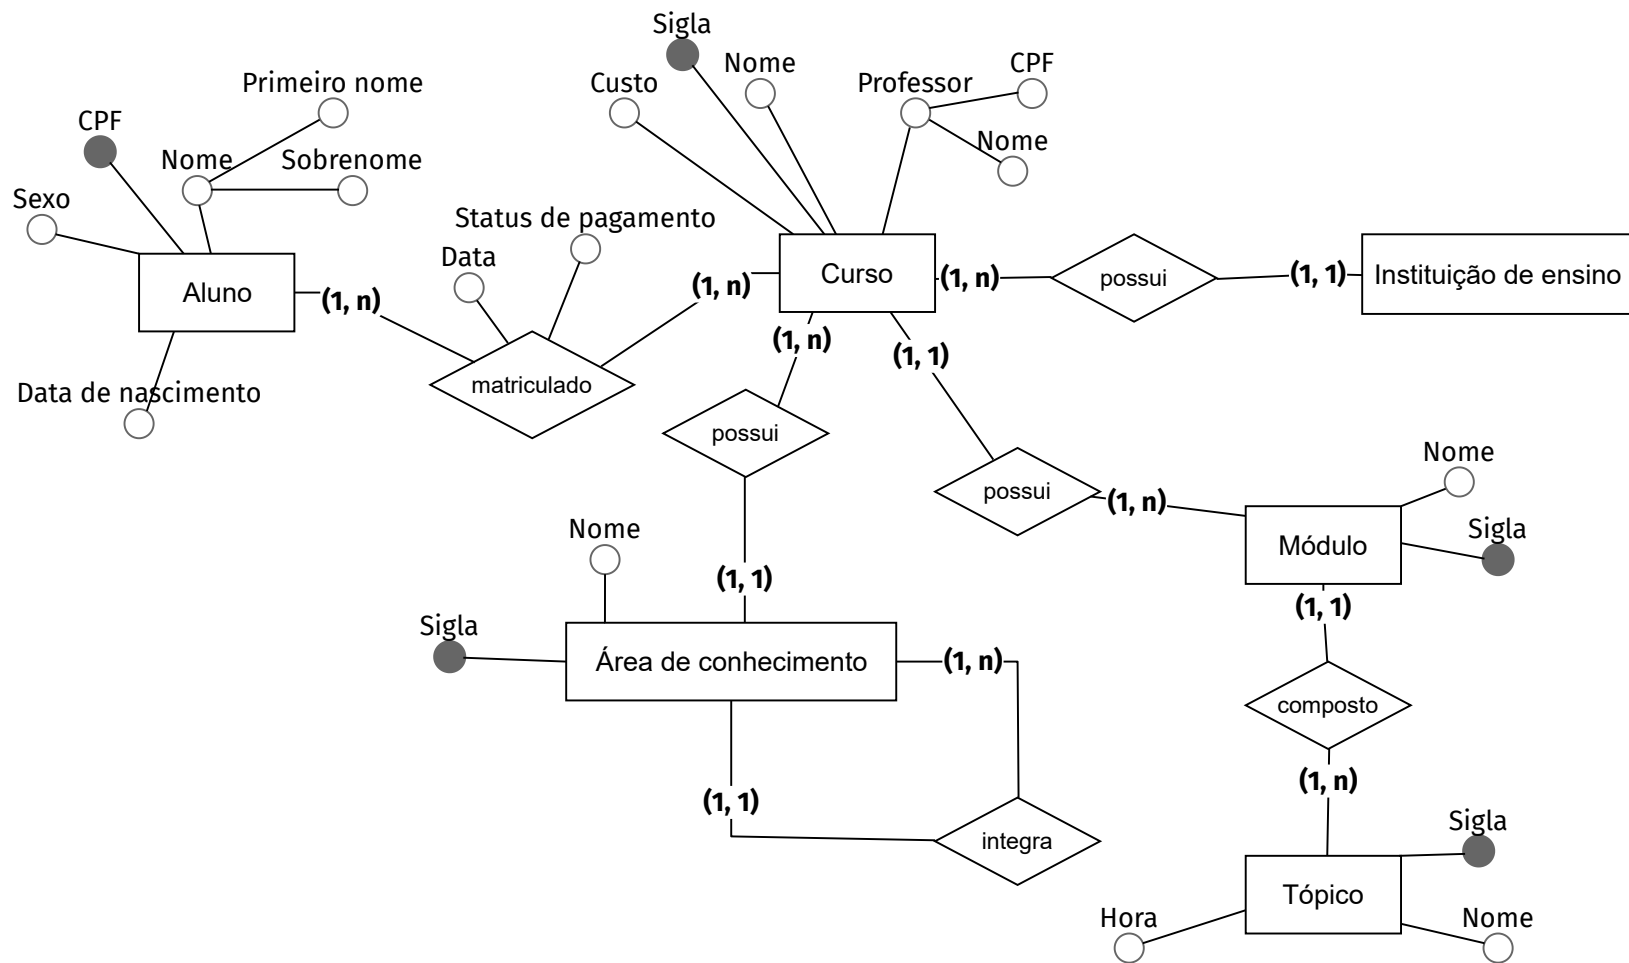 Sigla
Nome
CPF
Custo
Professor
Primeiro nome
CPF
Nome
Nome
Sobrenome
Sexo
Status de pagamento
Data
Aluno
(1, n)
(1, n)
Curso
(1, n)
possui
(1, 1)
Instituição de ensino
(1, n)
(1, 1)
Data de nascimento
matriculado
possui
possui
(1, n)
Nome
Sigla
Módulo
Nome
(1, 1)
(1, 1)
Sigla
Área de conhecimento
(1, n)
composto
(1, 1)
(1, n)
integra
Sigla
Tópico
Hora
Nome